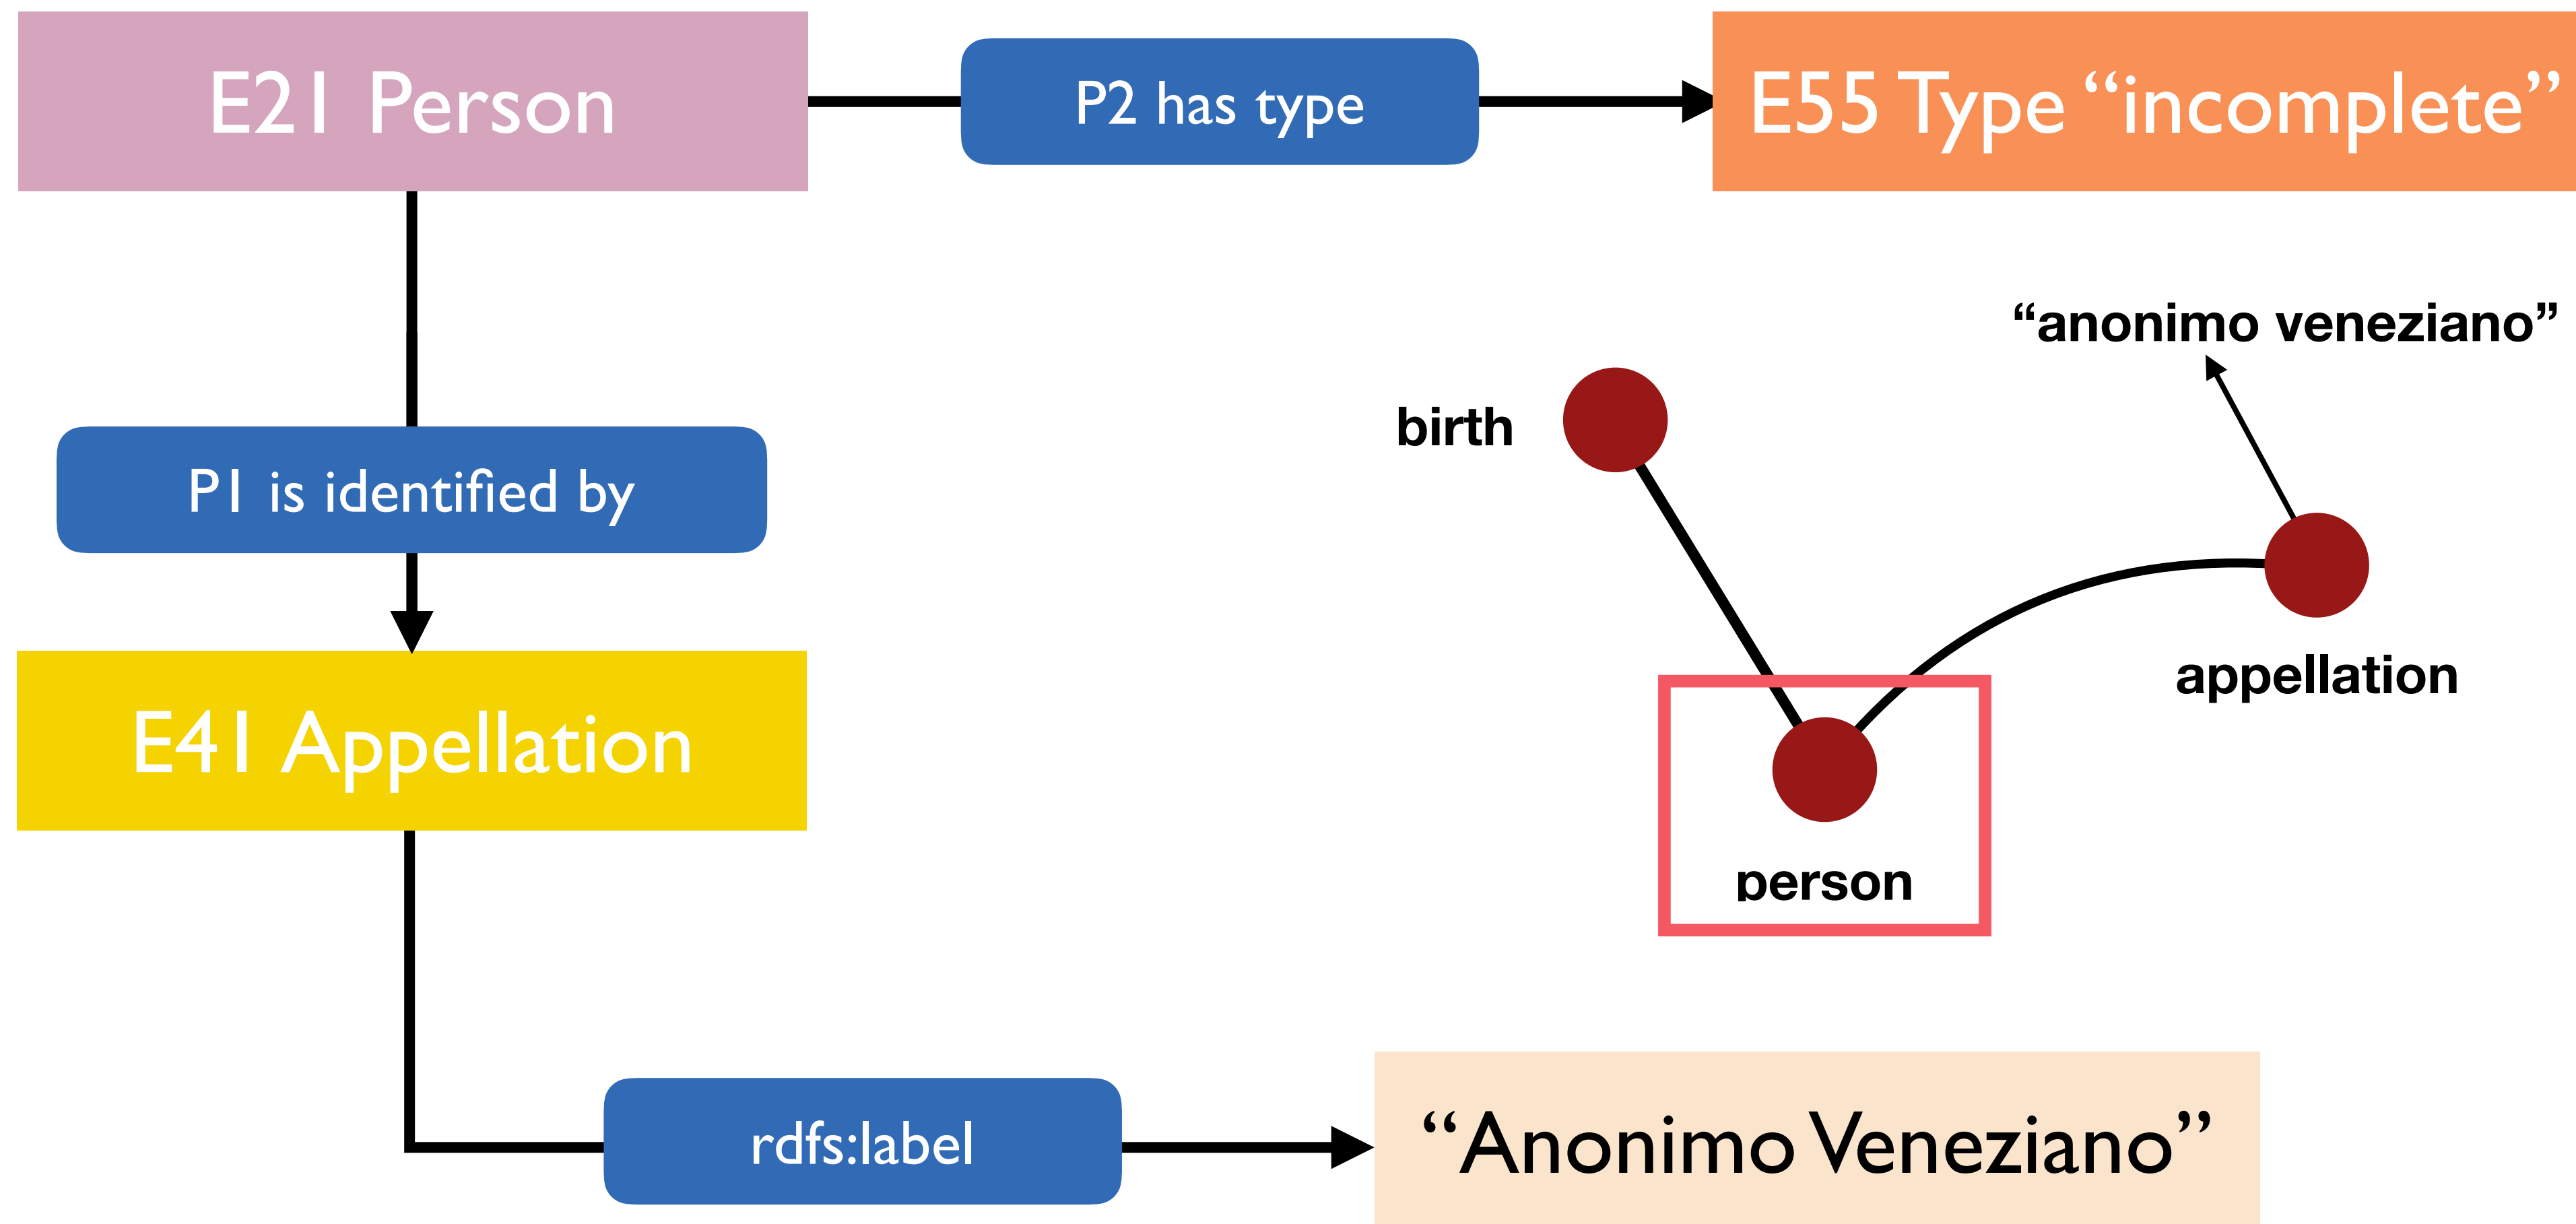 E21 Person
P2 has type
E55 Type “incomplete”
“anonimo veneziano”
birth
P1 is identified by
appellation
E41 Appellation
person
rdfs:label
“Anonimo Veneziano”